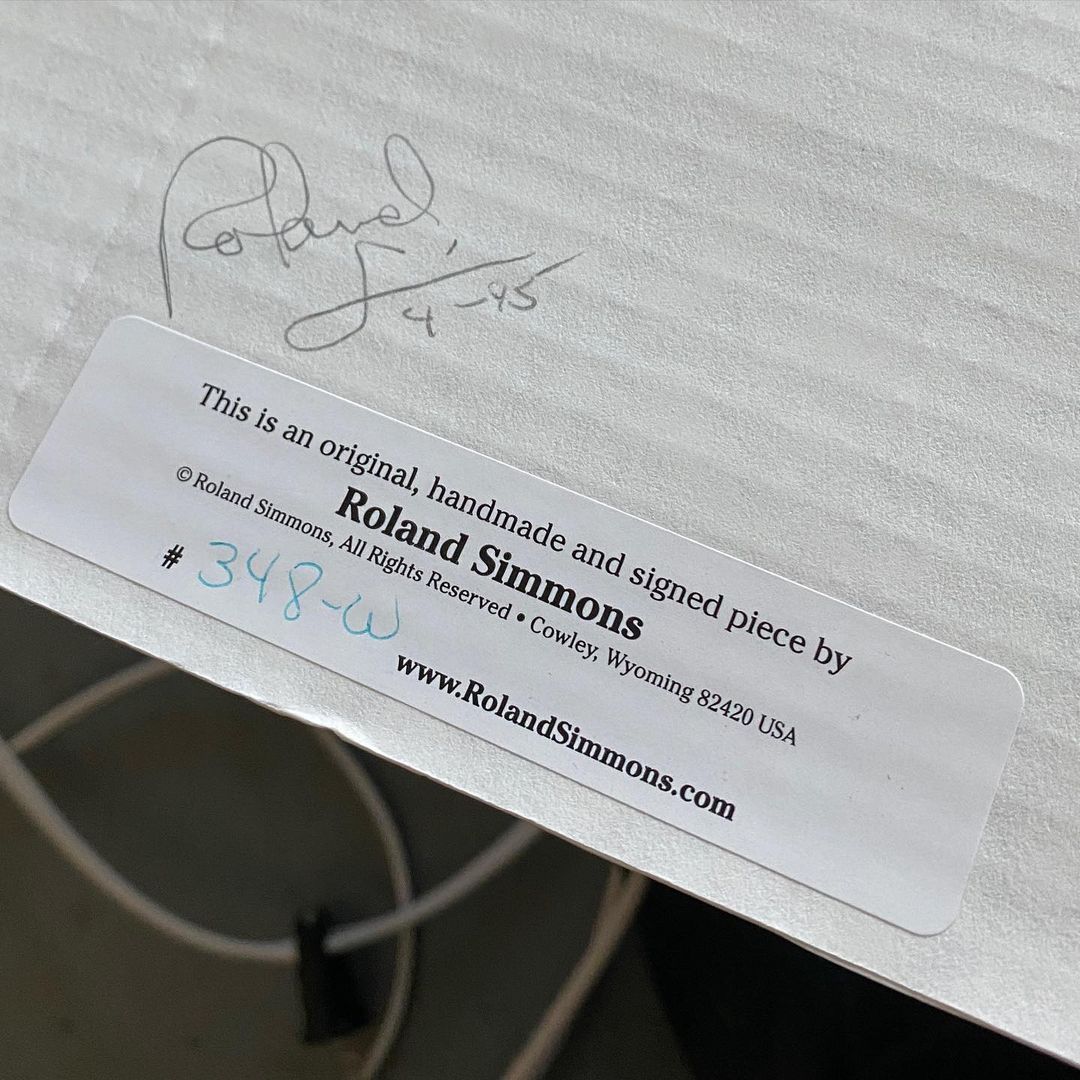 Roland
S.
4-95
This is an original, handmade and signed piece by
Roland Simmons
© Roland Simmons, All Rights Reserved • Cowley, Wyoming 82420 USA
# 348-W
www.RolandSimmons.com